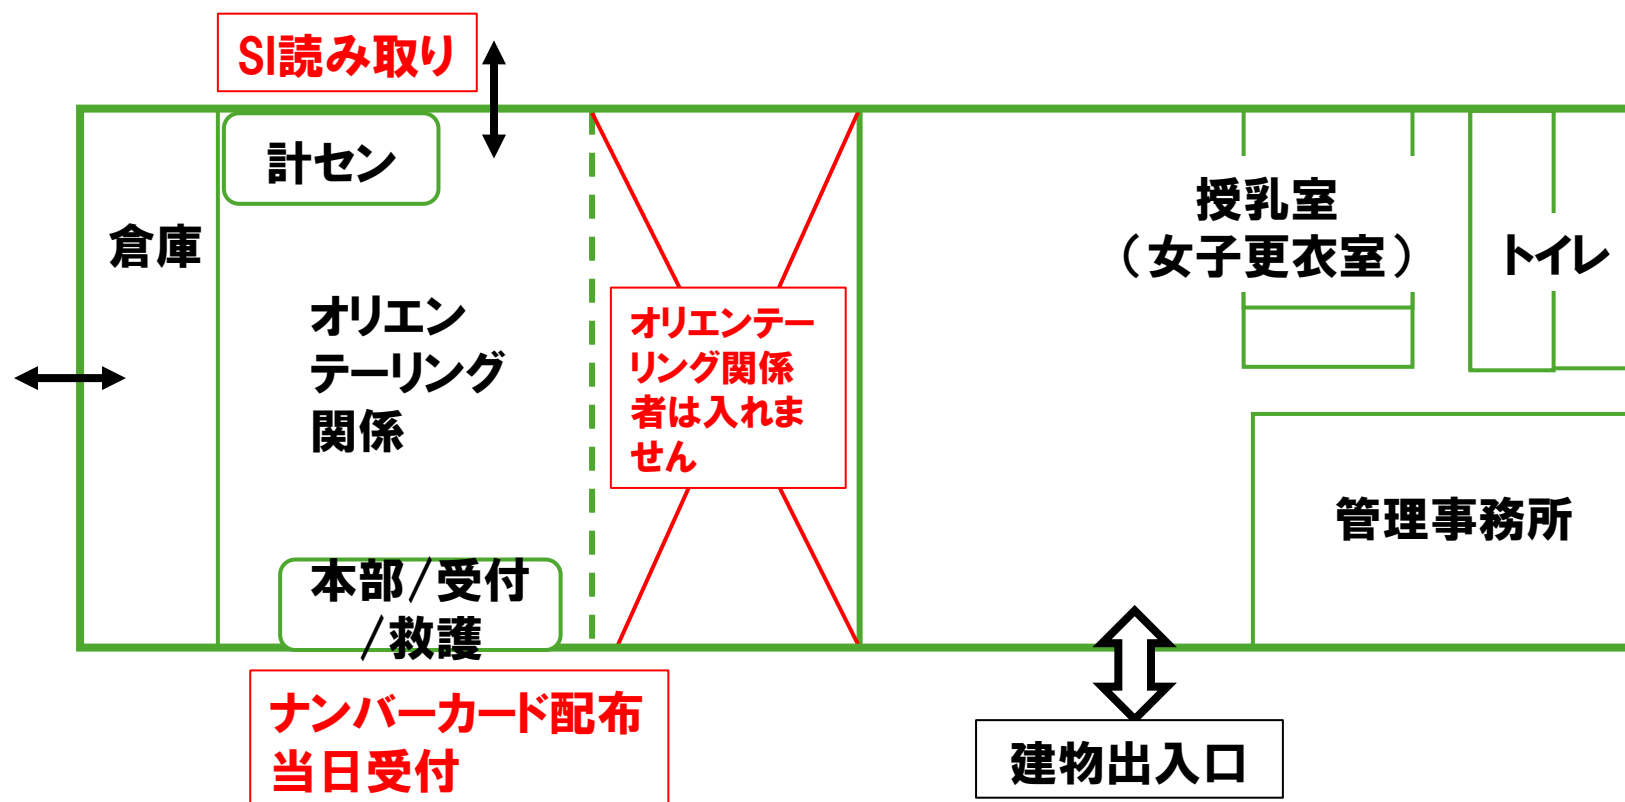 SI読み取り
計セン
倉庫
オリエン
テーリング
関係
本部/受付
/救護
ナンバーカード配布
当日受付
オリエンテー
リング関係
者は入れま
せん
授乳室
（女子更衣室）
トイレ
管理事務所
建物出入口